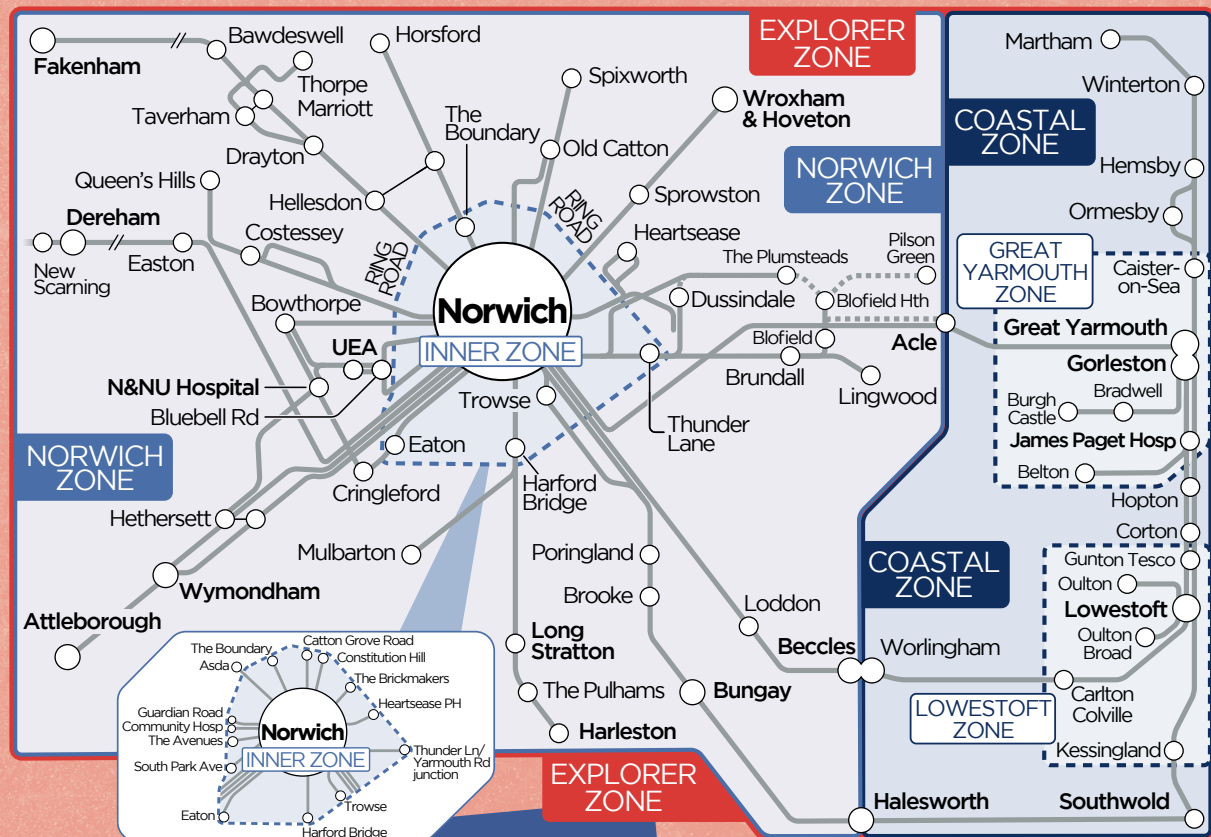 EXPLORER
ZONE
Fakenham
Bawdeswell
Horsford
Thorpe
Marriott
Taverham
The
Boundary
Spixworth
Wroxham
& Hoveton
Drayton
Old Catton
Queen's Hills
Hellesdon
Sprowston
RING
ROAD
RING
ROAD
NORWICH
ZONE
COASTAL
ZONE
Martham
Winterton
Hemsby
Ormesby
Dereham
New
Scarning
Easton
Costessey
Heartsease
The Plumsteads
Pilson
Green
Dussindale
Blofield Hth
GREAT
YARMOUTH
ZONE
Caister-
on-Sea
Bowthorpe
Norwich
INNER ZONE
UEA
N&NU Hospital
Bluebell Rd
Blofield
Brundall
Lingwood
Acle
Great Yarmouth
Gorleston
Bradwell
Burgh
Castle
James Paget Hosp
Belton
Hopton
Trowse
Thunder
Lane
Eaton
Cringleford
Harford
Bridge
NORWICH
ZONE
Hethersett
Mulbarton
Poringland
Brooke
Corton
COASTAL
ZONE
Gunton Tesco
Oulton
Lowestoft
Oulton
Broad
Wymondham
Attleborough
Long
Stratton
Loddon
Beccles
Worlingham
The Pulhams
Bungay
Harleston
LOWESTOFT
ZONE
Carlton
Colville
Kessingland
Catton Grove Road
The Boundary
Constitution Hill
Asda
The Brickmakers
Heartsease PH
Guardian Road
Community Hosp
The Avenues
Norwich
INNER ZONE
South Park Ave
Thunder Ln/
Yarmouth Rd
junction
Eaton
Trowse
Harford Bridge
EXPLORER
ZONE
Halesworth
Southwold